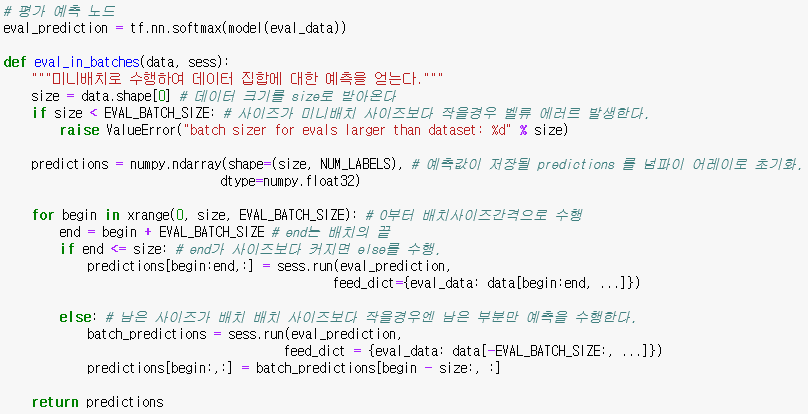 # 평가 예측 노드
eval_prediction = tf.nn.softmax(model(eval_data))

def eval_in_batches(data, sess):
    """미니배치로 수행하여 데이터 집합에 대한 예측을 얻는다."""
    size = data.shape[0] # 데이터 크기를 size로 받아온다
    if size < EVAL_BATCH_SIZE: # 사이즈가 미니배치 사이즈보다 작을경우 밸류 에러르 발생한다.
        raise ValueError("batch sizer for evals larger than dataset: %d" % size)

    predictions = numpy.ndarray(shape=(size, NUM_LABELS), # 예측값이 저장될 predictions 를 넘파이 어레이로 초기화.
                            dtype=numpy.float32)

    for begin in xrange(0, size, EVAL_BATCH_SIZE): # 0부터 배치사이즈간격으로 수행
        end = begin + EVAL_BATCH_SIZE # end는 배치의 끝
        if end <= size: # end가 사이즈보다 커지면 else를 수행.
            predictions[begin:end,:] = sess.run(eval_prediction,
                                            feed_dict={eval_data: data[begin:end, ...]})

        else: # 남은 사이즈가 배치 배치 사이즈보다 작을경우엔 남은 부분만 예측을 수행한다.
            batch_predictions = sess.run(eval_prediction,
                                     feed_dict = {eval_data: data[-EVAL_BATCH_SIZE:, ...]})
            predictions[begin:,:] = batch_predictions[begin - size:, :]

    return predictions